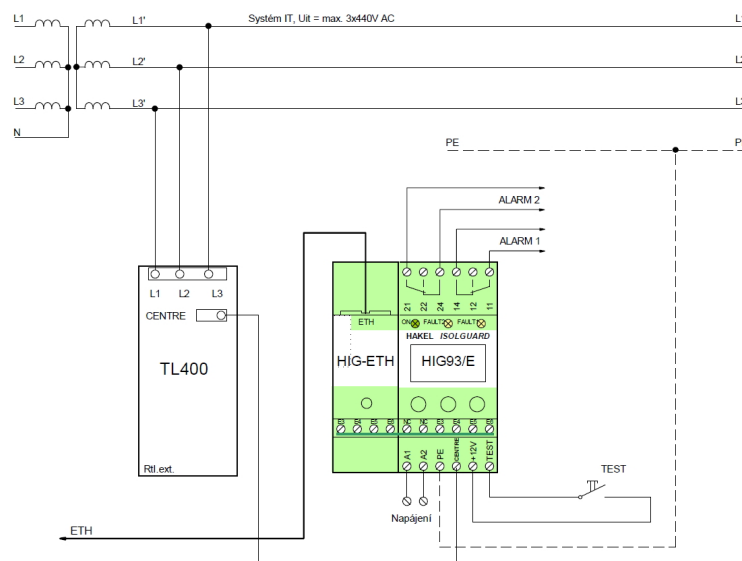 L1
L1'
Systém IT, Uit = max. 3x440V AC
L2
L2'
L3
L3'
N
PE
ALARM 2
ALARM 1
L1 L2 L3
CENTRE
TL400
Rtl.ext.
21 22 24 14 12 11
ETH
ON FAULT2 FAULT1
HAKEL ISOLGUARD
HIG-ETH
HIG93/E
A1 A2 PE CENTRE +12V TEST
TEST
Napájení
ETH